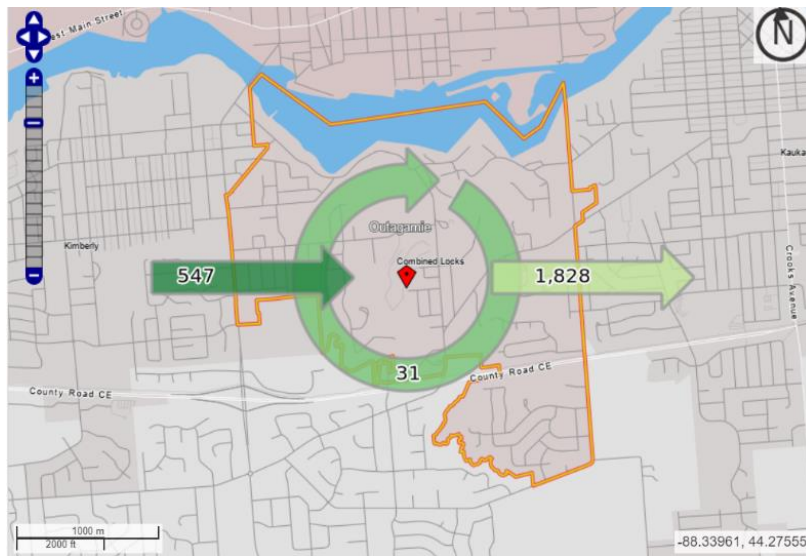 est Main Street
N
Kauka
Outagamie
Kimberly
Combined Locks
547
1,828
Crooks Avenue
31
County Road CE
County Road CE
1000 m
2000 ft
-88.33961, 44.27555